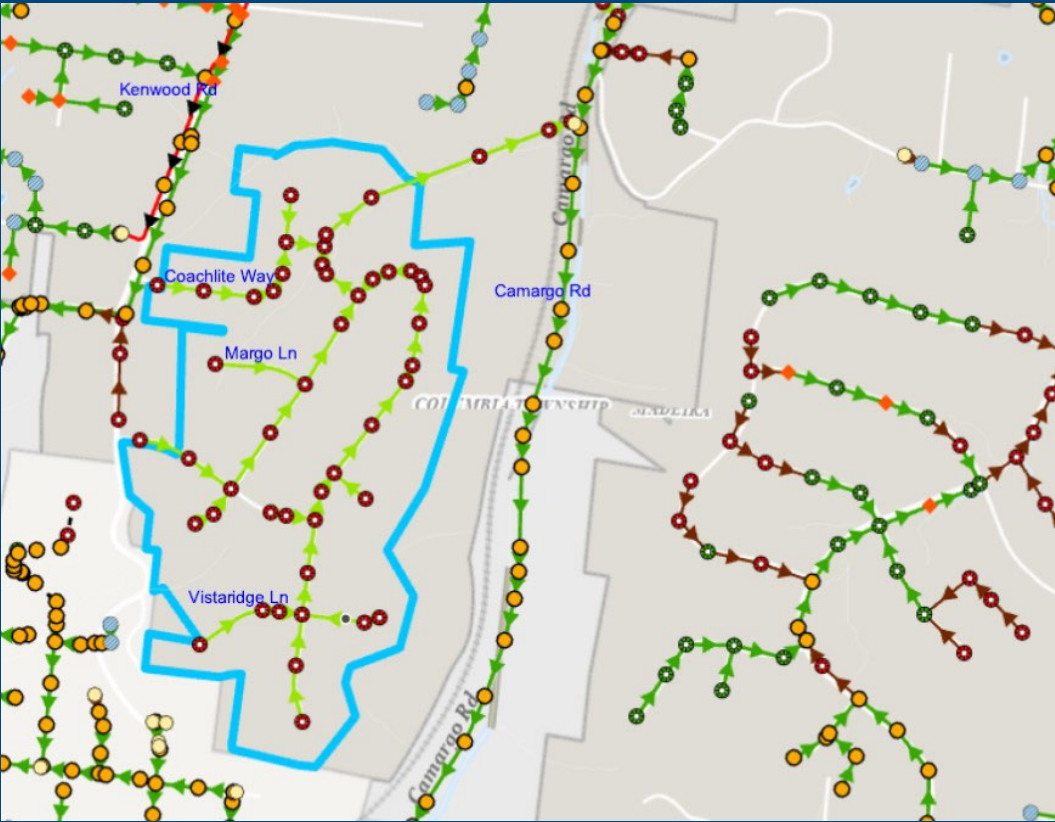 Kenwood Rd
Camargo Rd
Coachlite Way
Camargo Rd
Margo Ln
COLUMBIA TOWNSHIP
MADEIRA
Vistaridge Ln
Camargo Rd